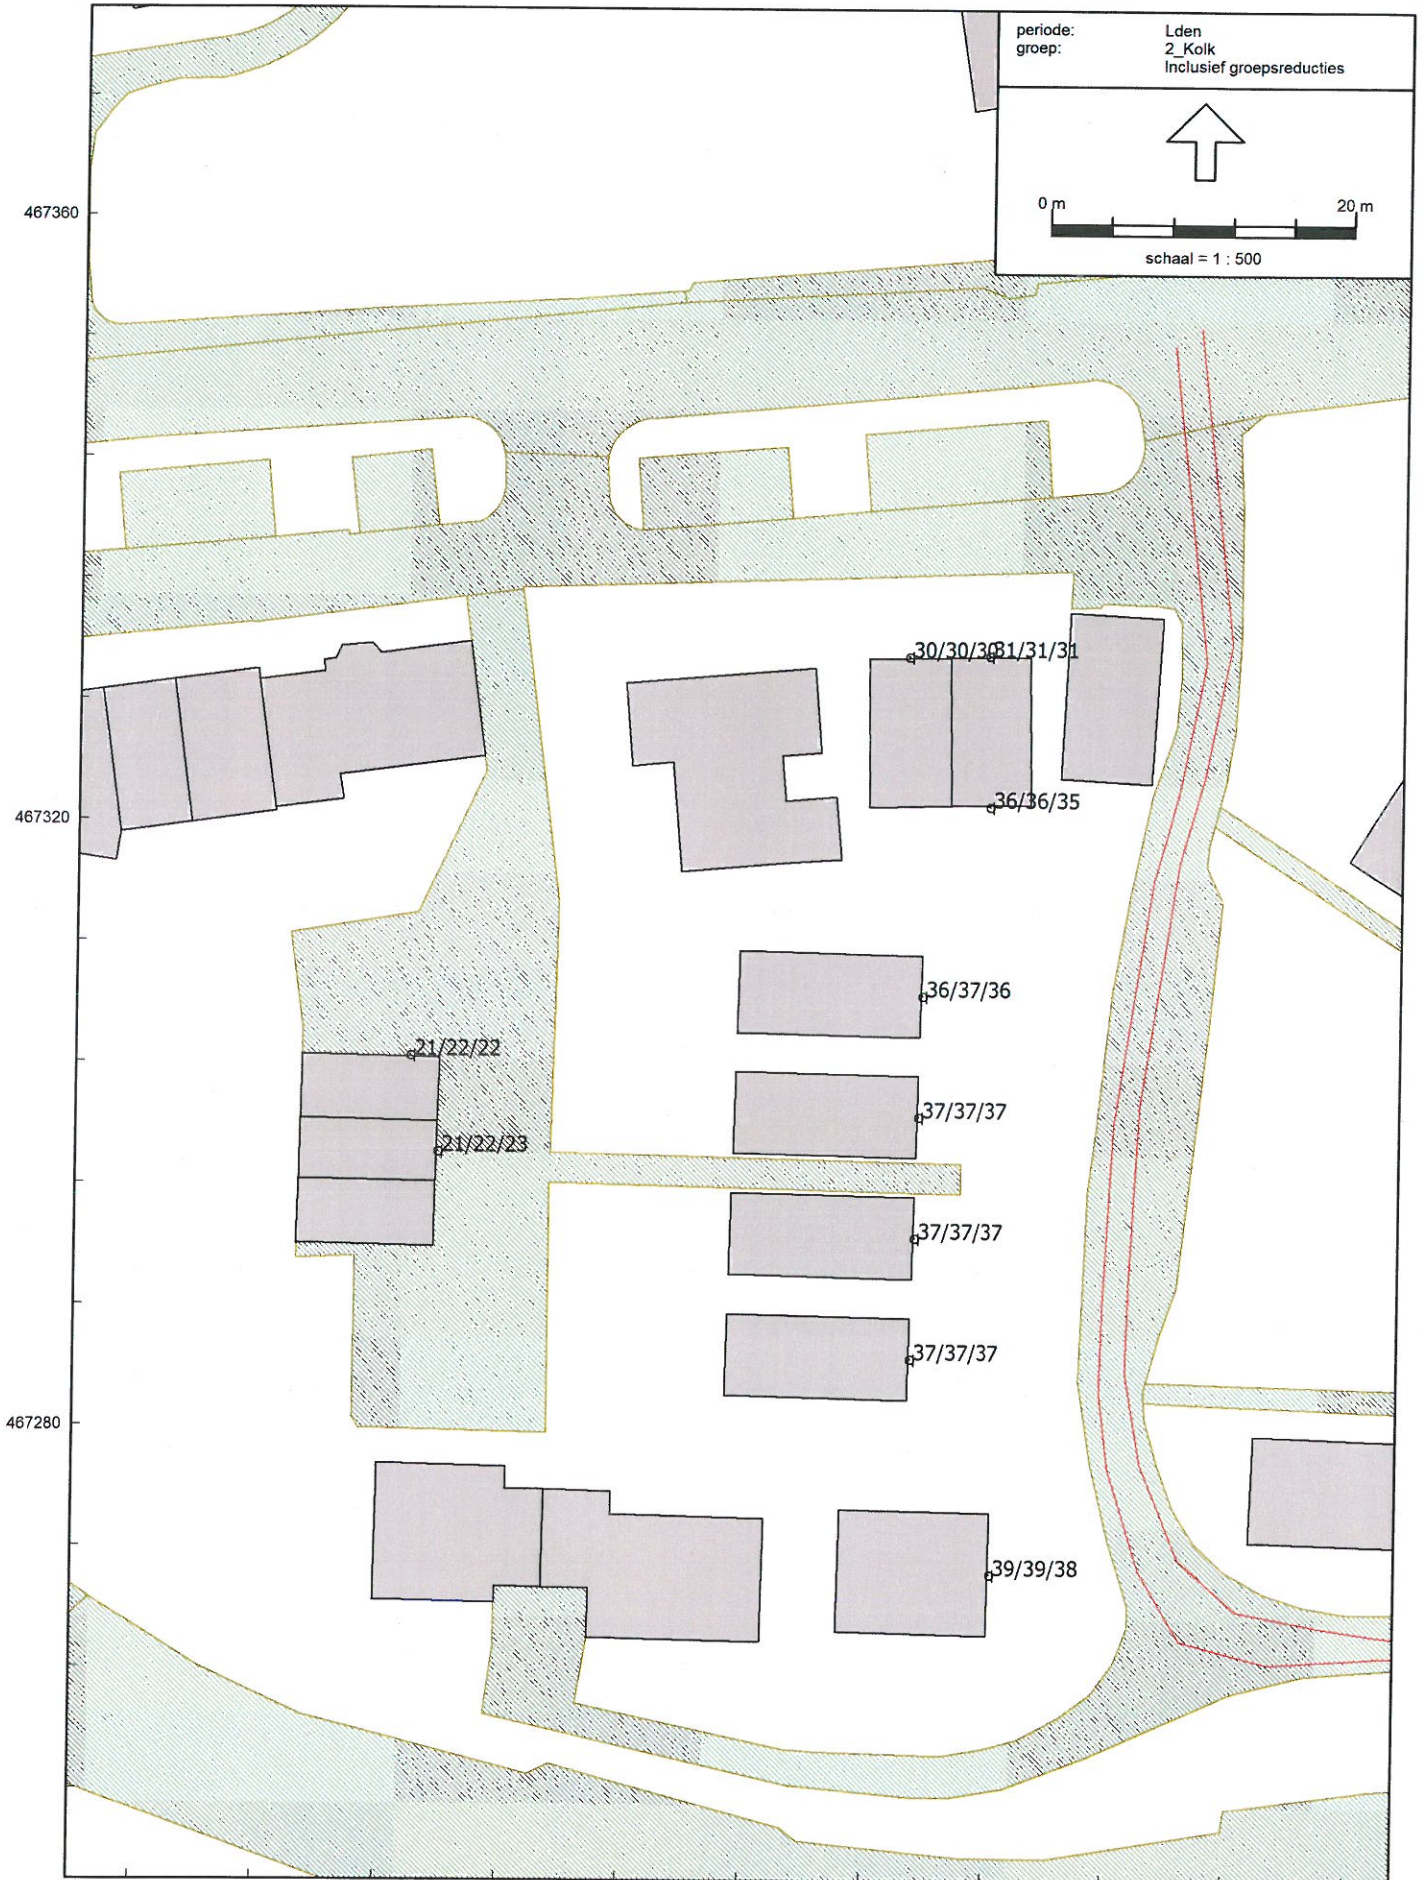 periode: Lden
groep: 2_Kolk
Inclusief groepsreducties
0 m 20 m
schaal = 1 : 500
467360
30/30/30 31/31/31
467320
36/36/35
36/37/36
21/22/22
37/37/37
21/22/23
37/37/37
37/37/37
467280
39/39/38